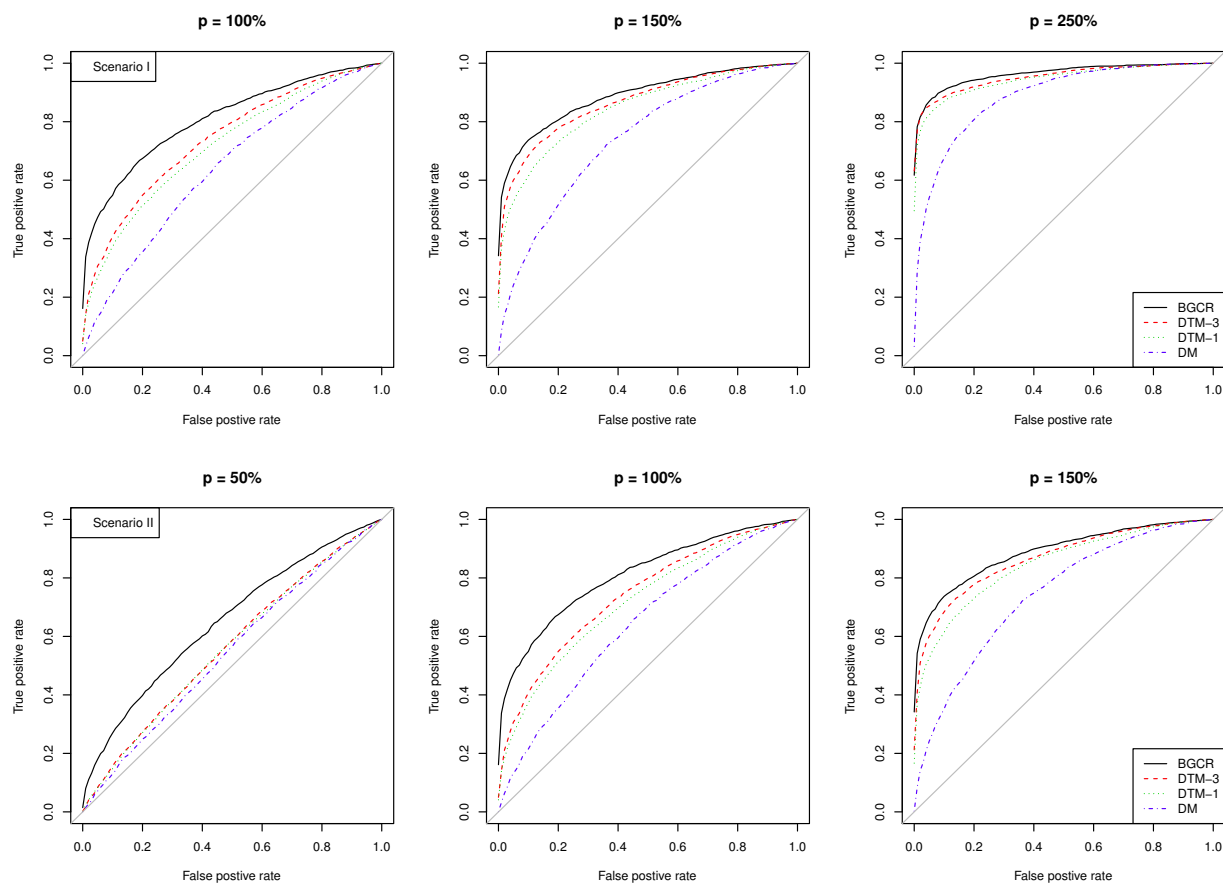 p = 100%
p = 150%
p = 250%
Scenario I
True positive rate
0.0 0.2 0.4 0.6 0.8 1.0
0.0 0.2 0.4 0.6 0.8 1.0
False postive rate
True positive rate
0.0 0.2 0.4 0.6 0.8 1.0
0.0 0.2 0.4 0.6 0.8 1.0
False postive rate
True positive rate
0.0 0.2 0.4 0.6 0.8 1.0
BGCR
DTM−3
DTM−1
DM
0.0 0.2 0.4 0.6 0.8 1.0
False postive rate
p = 50%
p = 100%
p = 150%
Scenario II
True positive rate
0.0 0.2 0.4 0.6 0.8 1.0
0.0 0.2 0.4 0.6 0.8 1.0
False postive rate
True positive rate
0.0 0.2 0.4 0.6 0.8 1.0
0.0 0.2 0.4 0.6 0.8 1.0
False postive rate
True positive rate
0.0 0.2 0.4 0.6 0.8 1.0
BGCR
DTM−3
DTM−1
DM
0.0 0.2 0.4 0.6 0.8 1.0
False postive rate